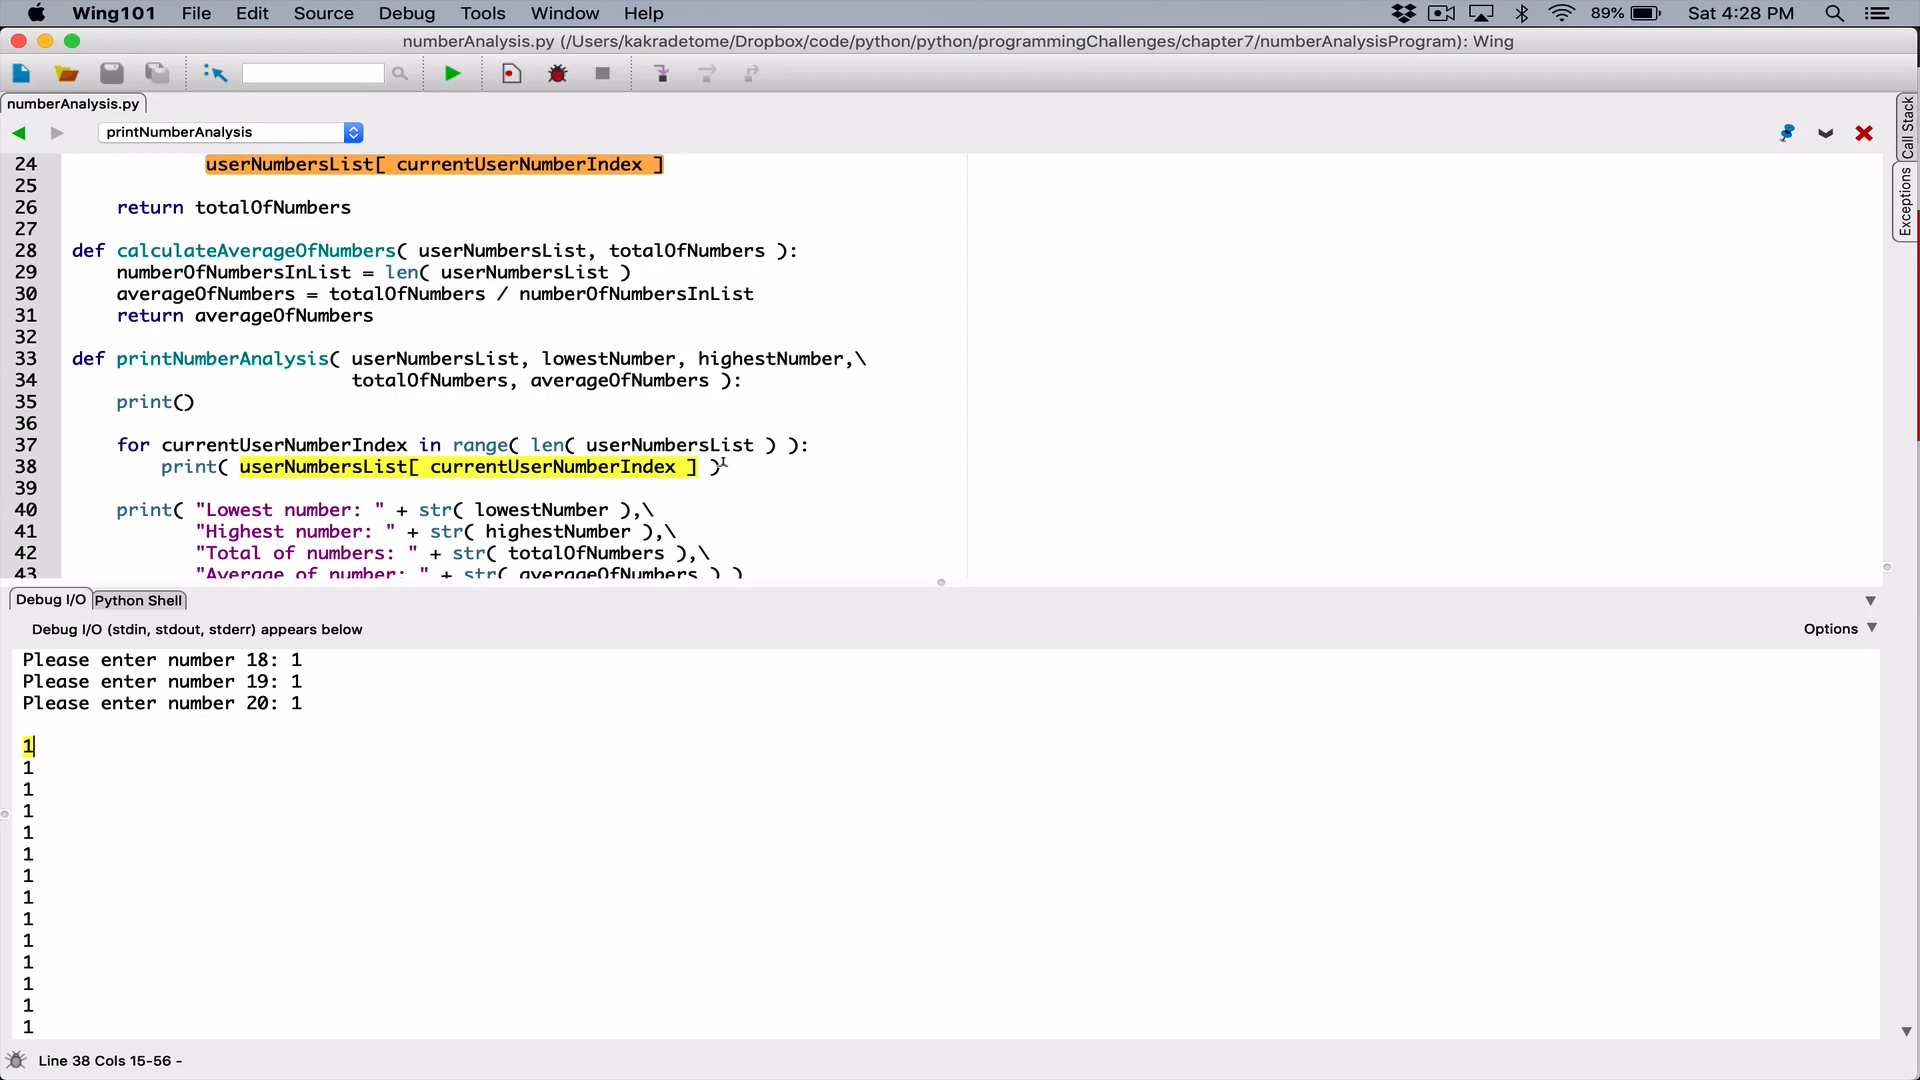 Wing101 File Edit Source Debug Tools Window Help 89% Sat 4:28 PM
numberAnalysis.py (/Users/kakradetome/Dropbox/code/python/python/programmingChallenges/chapter7/numberAnalysisProgram): Wing
numberAnalysis.py
printNumberAnalysis
Call Stack
Exceptions
24 userNumbersList[ currentUserNumberIndex ]
25
26 return totalOfNumbers
27
28 def calculateAverageOfNumbers( userNumbersList, totalOfNumbers ):
29 numberOfNumbersInList = len( userNumbersList )
30 averageOfNumbers = totalOfNumbers / numberOfNumbersInList
31 return averageOfNumbers
32
33 def printNumberAnalysis( userNumbersList, lowestNumber, highestNumber,\
34 totalOfNumbers, averageOfNumbers ):
35 print()
36
37 for currentUserNumberIndex in range( len( userNumbersList ) ):
38 print( userNumbersList[ currentUserNumberIndex ] )
39
40 print( "Lowest number: " + str( lowestNumber ),\
41 "Highest number: " + str( highestNumber ),\
42 "Total of numbers: " + str( totalOfNumbers ),\
43 "Average of number: " + str( averageOfNumbers ) )
Debug I/O Python Shell
Debug I/O (stdin, stdout, stderr) appears below Options
Please enter number 18: 1
Please enter number 19: 1
Please enter number 20: 1
1
1
1
1
1
1
1
1
1
1
1
1
1
1
Line 38 Cols 15-56 -